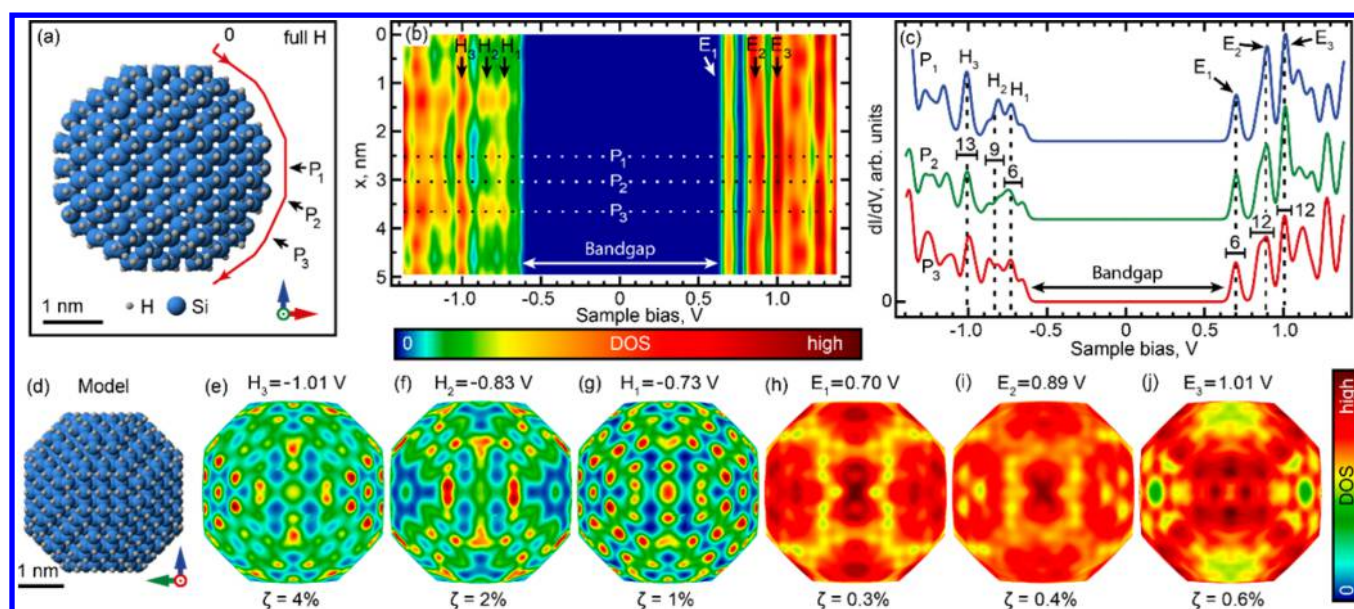 (a)
0
full H
P1
P2
P3
1 nm
H
Si
(b)
0
1
2
3
4
5
x, nm
H3
H2
H1
E1
E2
E3
P1
P2
P3
Bandgap
-1.0
-0.5
0
0.5
1.0
Sample bias, V
0
DOS
high
(c)
dI/dV, arb. units
P1
H3
H2
H1
E1
E2
E3
P2
13
9
6
P3
6
12
12
Bandgap
0
-1.0
-0.5
0
0.5
1.0
Sample bias, V
(d) Model
1 nm
(e) H3=-1.01 V
ζ = 4%
(f) H2=-0.83 V
ζ = 2%
(g) H1=-0.73 V
ζ = 1%
(h) E1=0.70 V
ζ = 0.3%
(i) E2=0.89 V
ζ = 0.4%
(j) E3=1.01 V
ζ = 0.6%
high
DOS
0